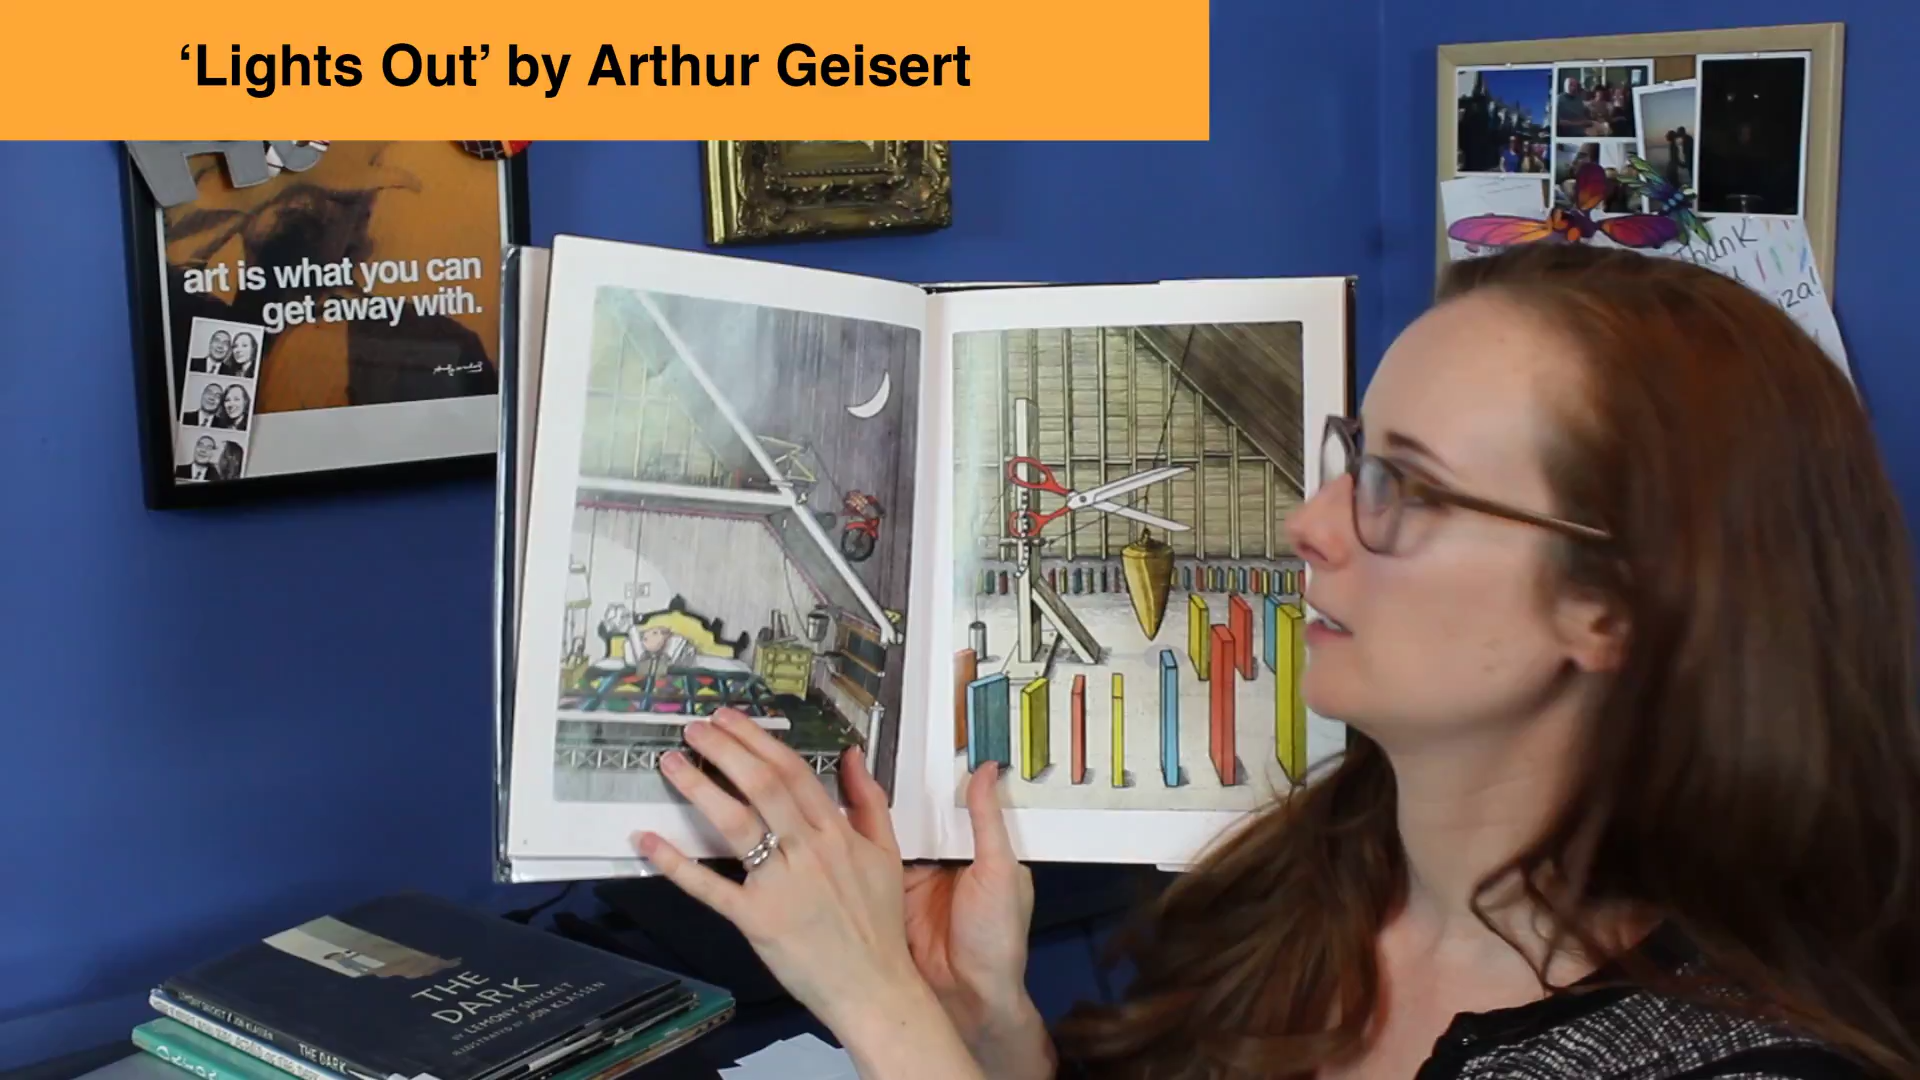 ‘Lights Out’ by Arthur Geisert
art is what you can
get away with.
Thank
THE
DARK
BY LEMONY SNICKET
ILLUSTRATED BY JON KLASSEN
THE DARK